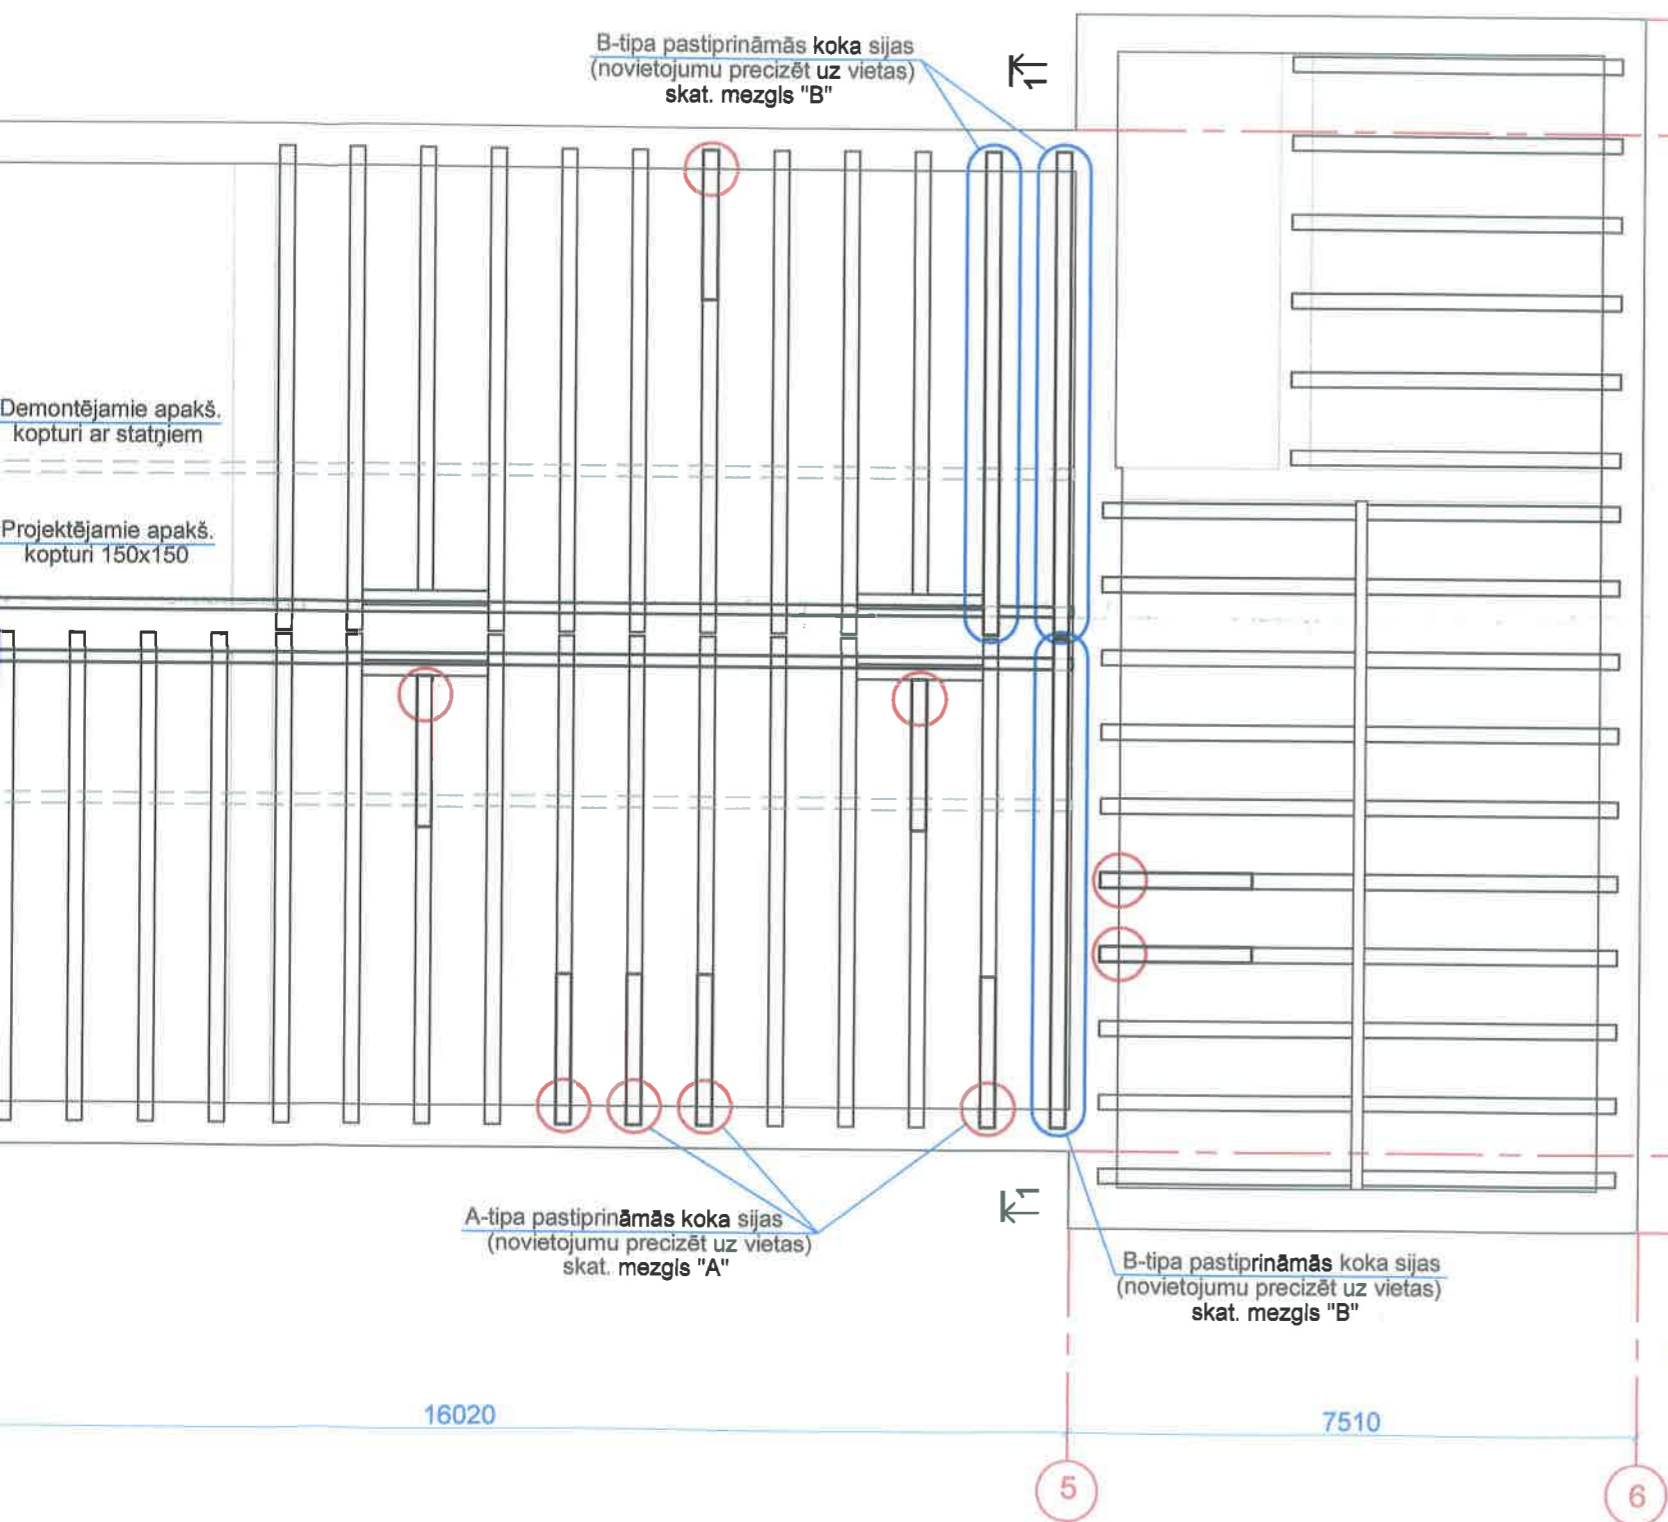 B-tipa pastiprināmās koka sijas
(novietojumu precizēt uz vietas)
skat. mezgls "B"
1
Demontējamie apakš.
kopturi ar statņiem
Projektējamie apakš.
kopturi 150x150
A-tipa pastiprināmās koka sijas
(novietojumu precizēt uz vietas)
skat. mezgls "A"
1
B-tipa pastiprināmās koka sijas
(novietojumu precizēt uz vietas)
skat. mezgls "B"
16020
7510
5
6